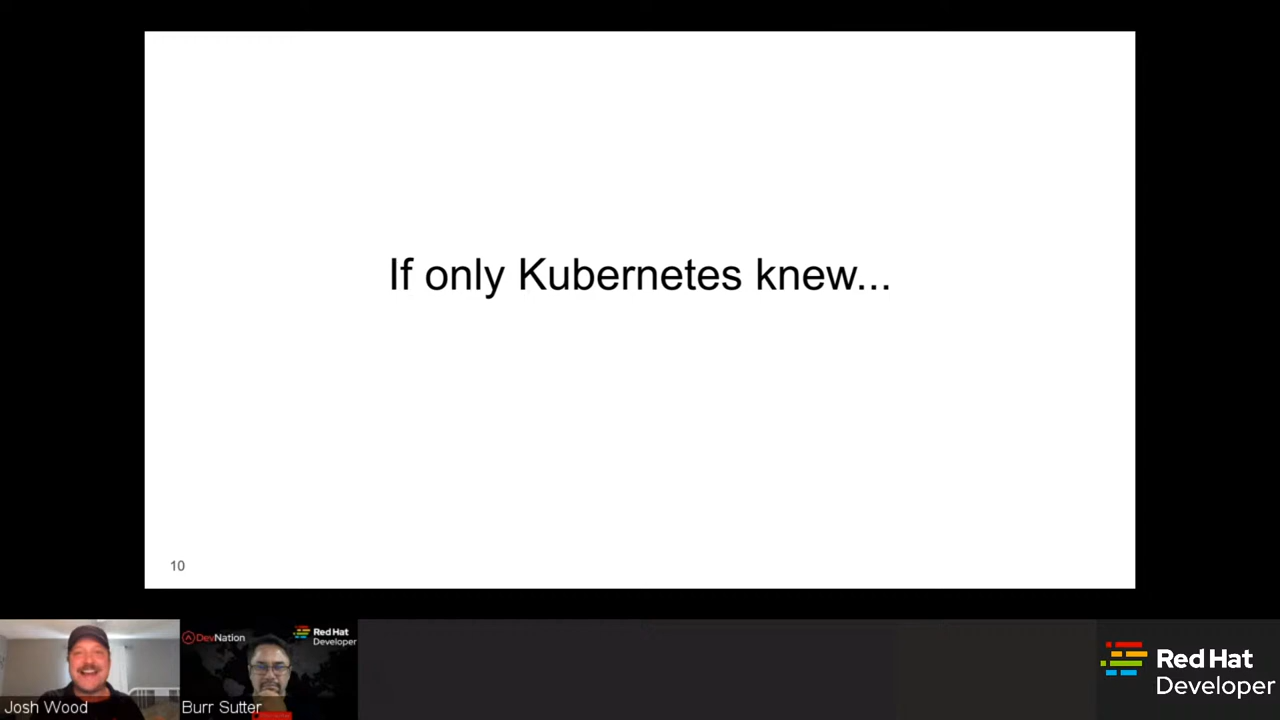 If only Kubernetes knew...
10
DevNation
Red Hat
Developer
Josh Wood
Burr Sutter
Red Hat
Developer